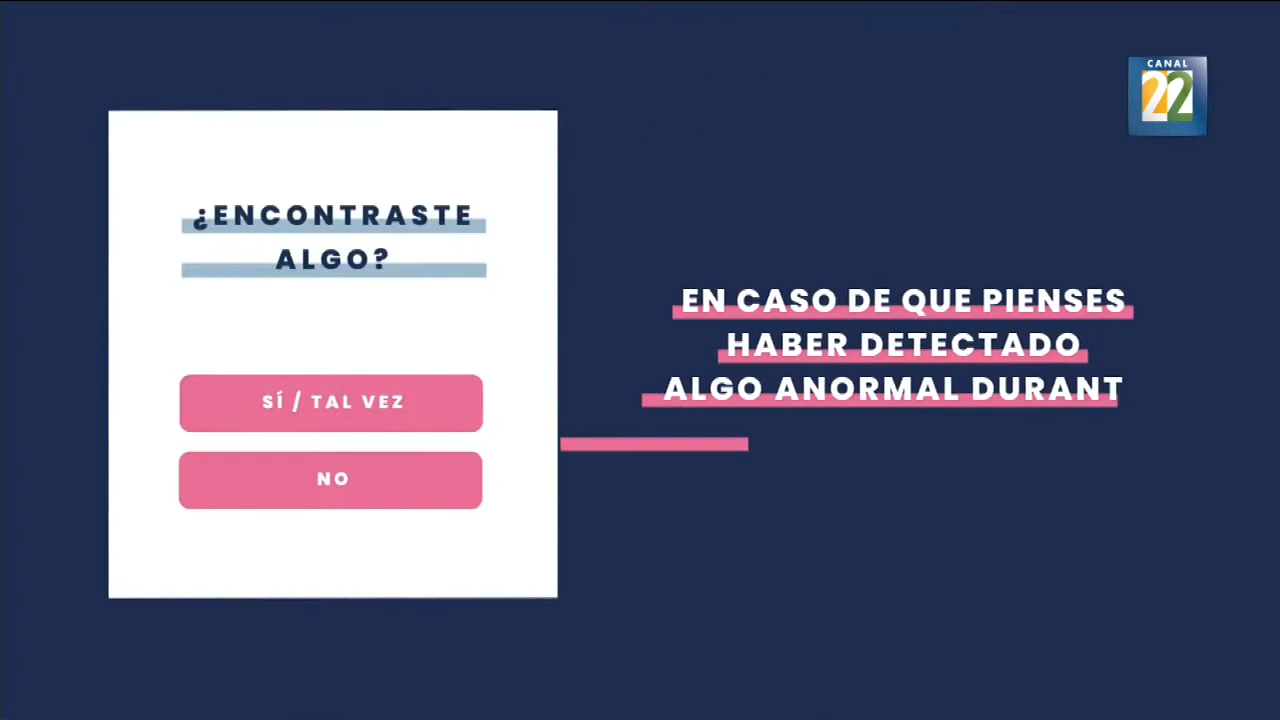 CANAL
22
¿ENCONTRASTE
ALGO?
SÍ / TAL VEZ
NO
EN CASO DE QUE PIENSES
HABER DETECTADO
ALGO ANORMAL DURANT